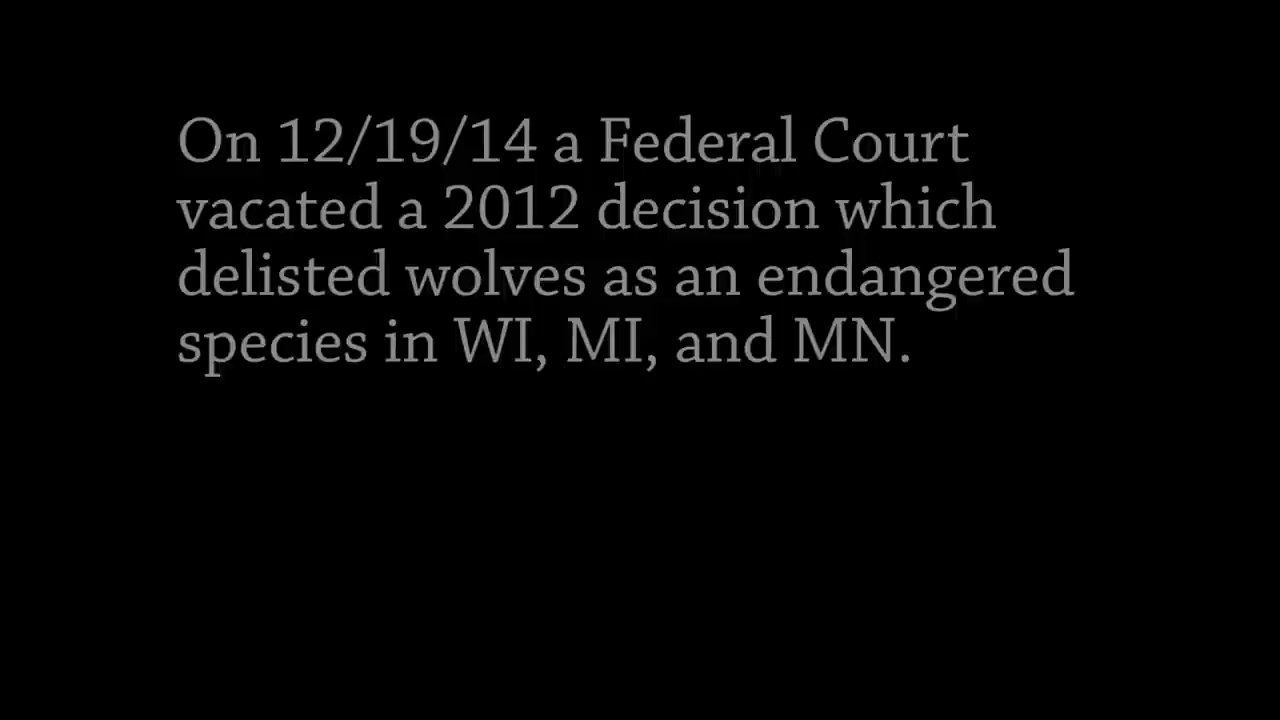 On 12/19/14 a Federal Court
vacated a 2012 decision which
delisted wolves as an endangered
species in WI, MI, and MN.